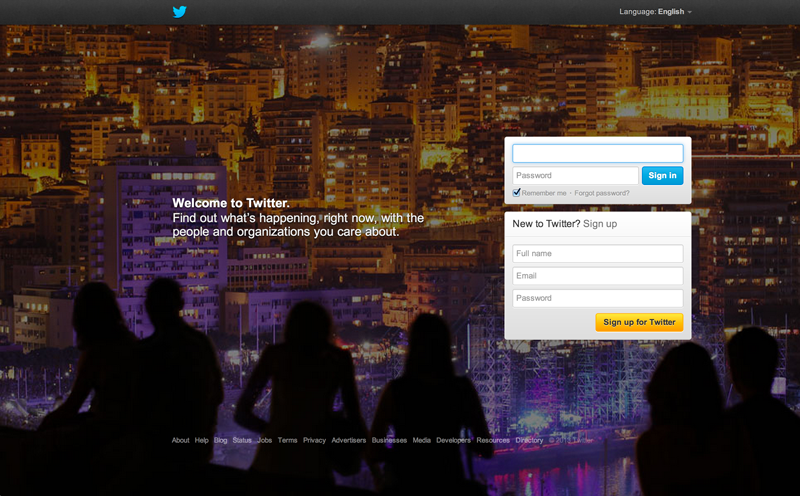 Language: English
Welcome to Twitter.
Find out what's happening, right now, with the
people and organizations you care about.
Password
Sign in
Remember me · Forgot password?
New to Twitter? Sign up
Full name
Email
Password
Sign up for Twitter
About Help Blog Status Jobs Terms Privacy Advertisers Businesses Media Developers Resources Directory © Twitter